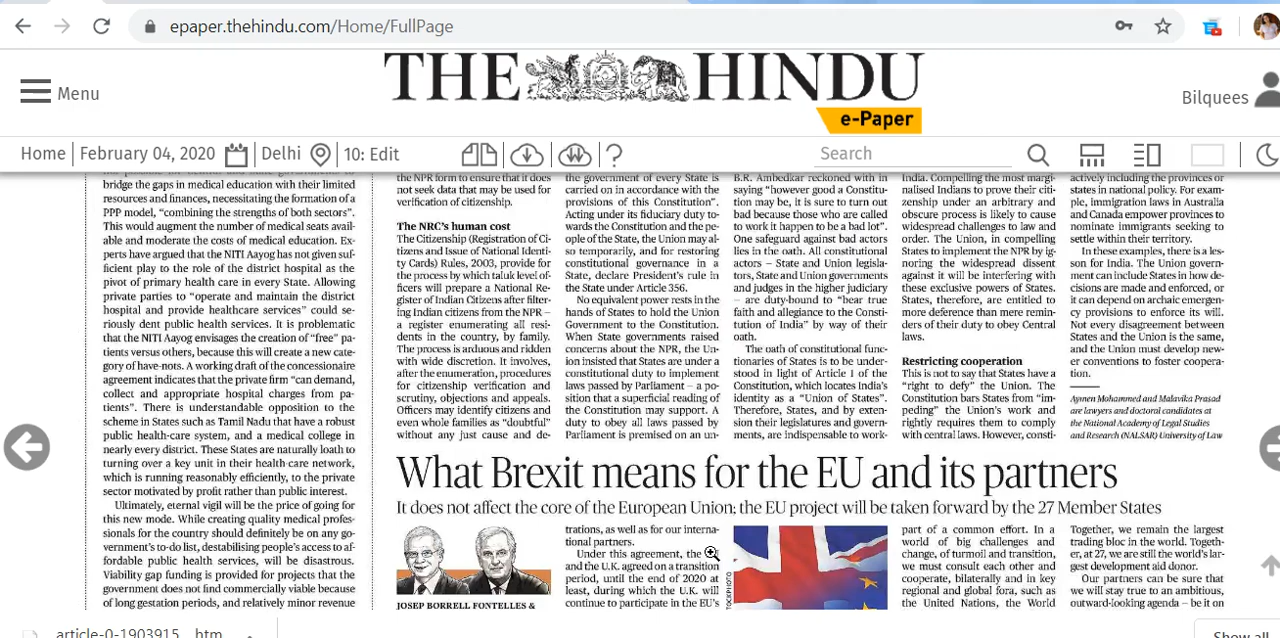 epaper.thehindu.com/Home/FullPage
Menu
THE HINDU
e-Paper
Bilquees
Home | February 04, 2020 | Delhi | 10: Edit
?
Search
bridge the gaps in medical education with their limited
resources and finances, necessitating the formation of a
PPP model, “combining the strengths of both sectors”.
This would augment the number of medical seats avail-
able and moderate the costs of medical education. Ex-
perts have argued that the NITI Aayog has not given suf-
ficient play to the role of the district hospital as the
pivot of primary health care in every State. Allowing
private parties to “operate and maintain the district
hospital and provide healthcare services” could se-
riously dent public health services. It is problematic
that the NITI Aayog envisages the creation of “free” pa-
tients versus others, because this will create a new cate-
gory of have-nots. A working draft of the concessionaire
agreement indicates that the private firm “can demand,
collect and appropriate hospital charges from pa-
tients”. There is understandable opposition to the
scheme in States such as Tamil Nadu that have a robust
public health-care system, and a medical college in
nearly every district. These States are naturally loath to
turning over a key unit in their health-care network,
which is running reasonably efficiently, to the private
sector motivated by profit rather than public interest.
Ultimately, eternal vigil will be the price of going for
this new mode. While creating quality medical profes-
sionals for the country should definitely be on any go-
vernment's to-do list, destabilising people's access to af-
fordable public health services, will be disastrous.
Viability gap funding is provided for projects that the
government does not find commercially viable because
of long gestation periods, and relatively minor revenue
the NPR form to ensure that it does
not seek data that may be used for
verification of citizenship.
The NRC's human cost
The Citizenship (Registration of Ci-
tizens and Issue of National Identi-
ty Cards) Rules, 2003, provide for
the process by which taluk level of-
ficers will prepare a National Re-
gister of Indian Citizens after filter-
ing Indian citizens from the NPR –
a register enumerating all resi-
dents in the country, by family.
The process is arduous and ridden
with wide discretion. It involves,
after the enumeration, procedures
for citizenship verification and
scrutiny, objections and appeals.
Officers may identify citizens and
even whole families as “doubtful”
without any just cause and de-
the government of every State is
carried on in accordance with the
provisions of this Constitution”.
Acting under its fiduciary duty to-
wards the Constitution and the pe-
ople of the State, the Union may al-
so temporarily, and for restoring
constitutional governance in a
State, declare President's rule in
the State under Article 356.
No equivalent power rests in the
hands of States to hold the Union
Government to the Constitution.
When State governments raised
concerns about the NPR, the Un-
ion insisted that States are under a
constitutional duty to implement
laws passed by Parliament – a po-
sition that a superficial reading of
the Constitution may support. A
duty to obey all laws passed by
Parliament is premised on an un-
B.R. Ambedkar reckoned with in
saying “however good a Constitu-
tion may be, it is sure to turn out
bad because those who are called
to work it happen to be a bad lot”.
One safeguard against bad actors
lies in the oath. All constitutional
actors – State and Union legisla-
tors, State and Union governments
and judges in the higher judiciary
– are duty-bound to “bear true
faith and allegiance to the Consti-
tution of India” by way of their
oath.
The oath of constitutional func-
tionaries of States is to be under-
stood in light of Article 1 of the
Constitution, which locates India's
identity as a “Union of States”.
Therefore, States, and by exten-
sion their legislatures and govern-
ments, are indispensable to work-
India. Compelling the most margi-
nalised Indians to prove their citi-
zenship under an arbitrary and
obscure process is likely to cause
widespread challenges to law and
order. The Union, in compelling
States to implement the NPR by ig-
noring the widespread dissent
against it will be interfering with
these exclusive powers of States.
States, therefore, are entitled to
more deference than mere remin-
ders of their duty to obey Central
laws.
Restricting cooperation
This is not to say that States have a
“right to defy” the Union. The
Constitution bars States from “im-
peding” the Union's work and
rightly requires them to comply
with central laws. However, consti-
actively including the provinces or
states in national policy. For exam-
ple, immigration laws in Australia
and Canada empower provinces to
nominate immigrants seeking to
settle within their territory.
In these examples, there is a les-
son for India. The Union govern-
ment can include States in how de-
cisions are made and enforced, or
it can depend on archaic emergen-
cy provisions to enforce its will.
Not every disagreement between
States and the Union is the same,
and the Union must develop new-
er conventions to foster coopera-
tion.
Aymen Mohammed and Malavika Prasad
are lawyers and doctoral candidates at
the National Academy of Legal Studies
and Research (NALSAR) University of Law
What Brexit means for the EU and its partners
It does not affect the core of the European Union; the EU project will be taken forward by the 27 Member States
JOSEP BORRELL FONTELLES &
trations, as well as for our interna-
tional partners.
Under this agreement, the
and the U.K. agreed on a transition
period, until the end of 2020 at
least, during which the U.K. will
continue to participate in the EU's
part of a common effort. In a
world of big challenges and
change, of turmoil and transition,
we must consult each other and
cooperate, bilaterally and in key
regional and global fora, such as
the United Nations, the World
Together, we remain the largest
trading bloc in the world. Togeth-
er, at 27, we are still the world's lar-
gest development aid donor.
Our partners can be sure that
we will stay true to an ambitious,
outward-looking agenda – be it on
article-0-1903915....htm
Show all